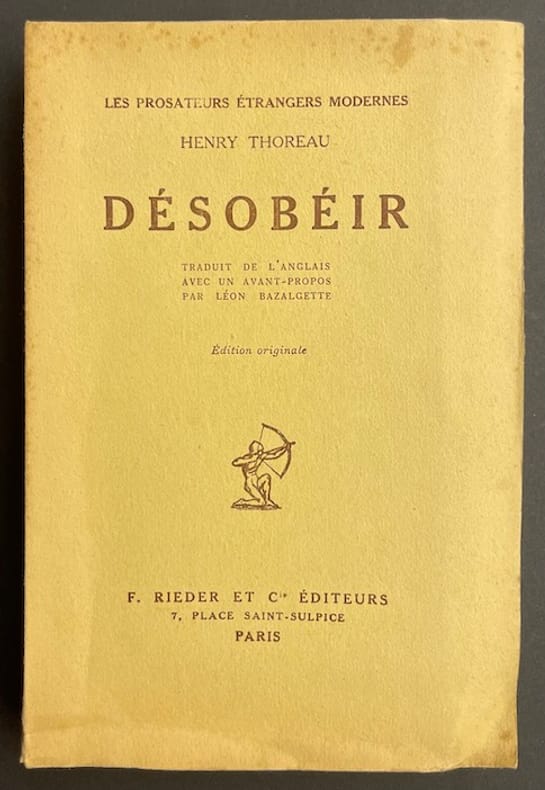 LES PROSATEURS ÉTRANGERS MODERNES
HENRY THOREAU
DÉSOBÉIR
TRADUIT DE L'ANGLAIS
AVEC UN AVANT-PROPOS
PAR LÉON BAZALGETTE
Édition originale
F. RIEDER ET Cie ÉDITEURS
7, PLACE SAINT-SULPICE
PARIS